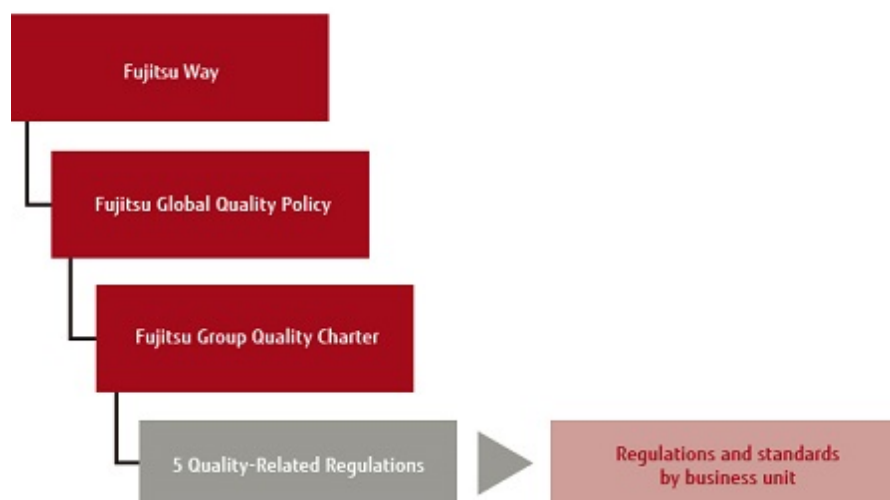 Fujitsu Way
Fujitsu Global Quality Policy
Fujitsu Group Quality Charter
5 Quality-Related Regulations
Regulations and standards
by business unit